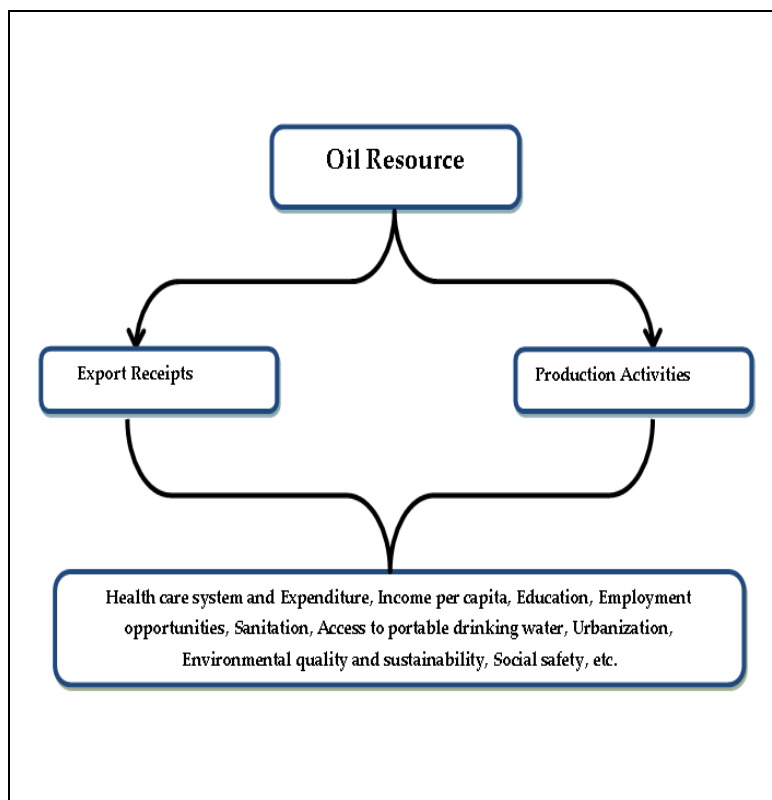 Oil Resource
Export Receipts
Production Activities
Health care system and Expenditure, Income per capita, Education, Employment
opportunities, Sanitation, Access to portable drinking water, Urbanization,
Environmental quality and sustainability, Social safety, etc.